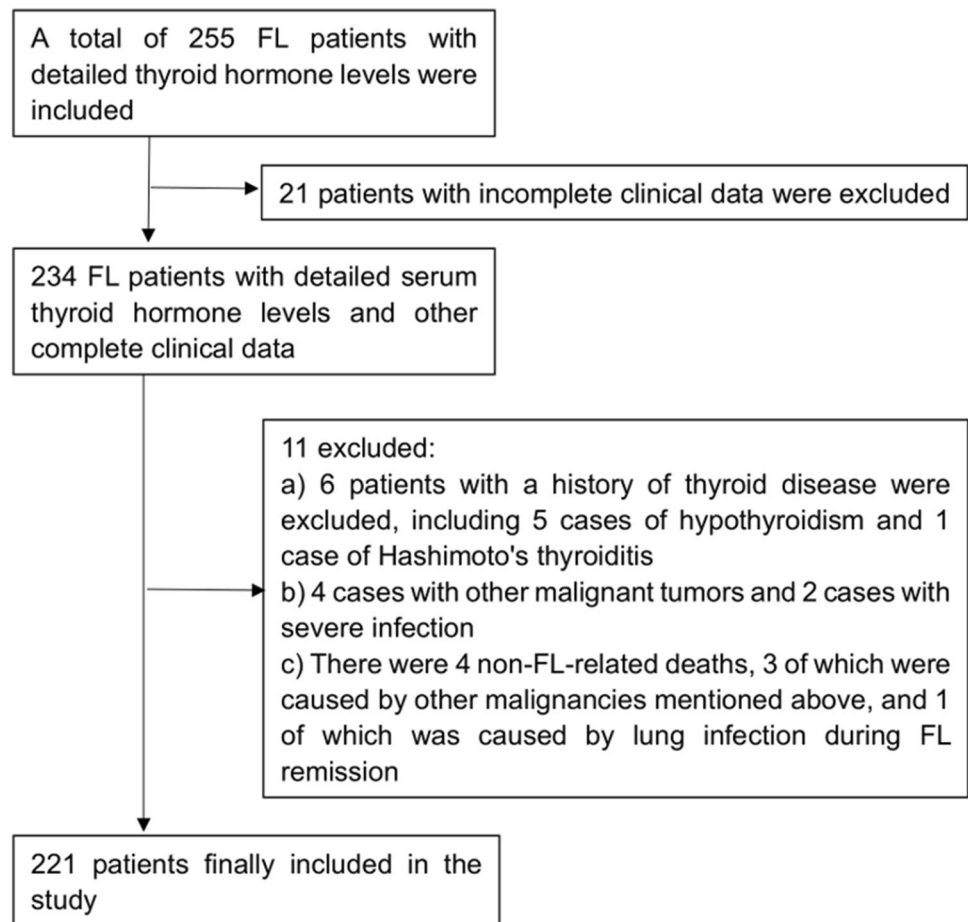 A total of 255 FL patients with
detailed thyroid hormone levels were
included
21 patients with incomplete clinical data were excluded
234 FL patients with detailed serum
thyroid hormone levels and other
complete clinical data
11 excluded:
a) 6 patients with a history of thyroid disease were
excluded, including 5 cases of hypothyroidism and 1
case of Hashimoto's thyroiditis
b) 4 cases with other malignant tumors and 2 cases with
severe infection
c) There were 4 non-FL-related deaths, 3 of which were
caused by other malignancies mentioned above, and 1
of which was caused by lung infection during FL
remission
221 patients finally included in the
study